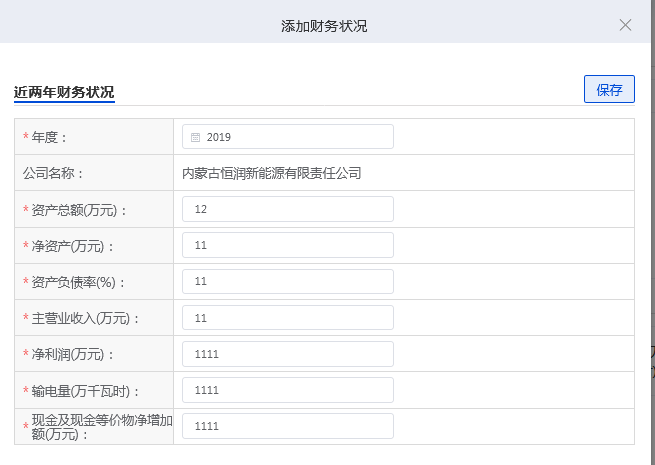 添加财务状况
近两年财务状况
保存
* 年度：
2019
公司名称：
内蒙古恒润新能源有限责任公司
* 资产总额(万元)：
12
* 净资产(万元)：
11
* 资产负债率(%)：
11
* 主营业收入(万元)：
11
* 净利润(万元)：
1111
* 输电量(万千瓦时)：
1111
* 现金及现金等价物净增加
额(万元)：
1111